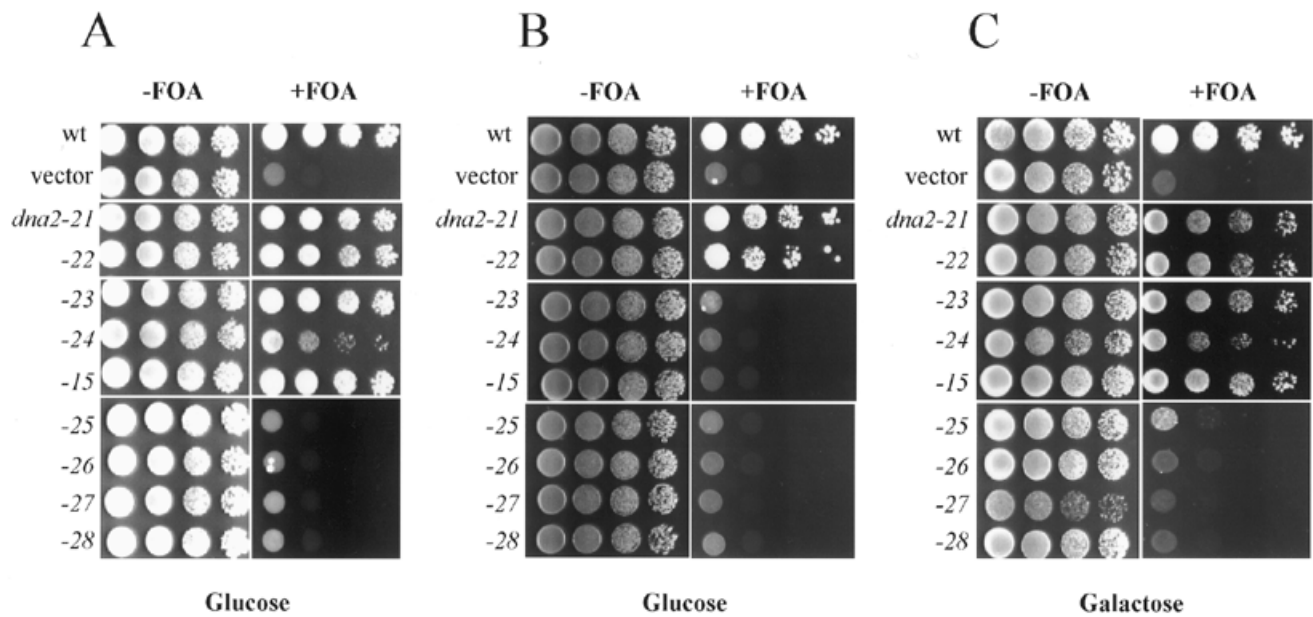 A
B
C
-FOA
+FOA
-FOA
+FOA
-FOA
+FOA
wt
vector
dna2-21
-22
-23
-24
-15
-25
-26
-27
-28
wt
vector
dna2-21
-22
-23
-24
-15
-25
-26
-27
-28
wt
vector
dna2-21
-22
-23
-24
-15
-25
-26
-27
-28
Glucose
Glucose
Galactose